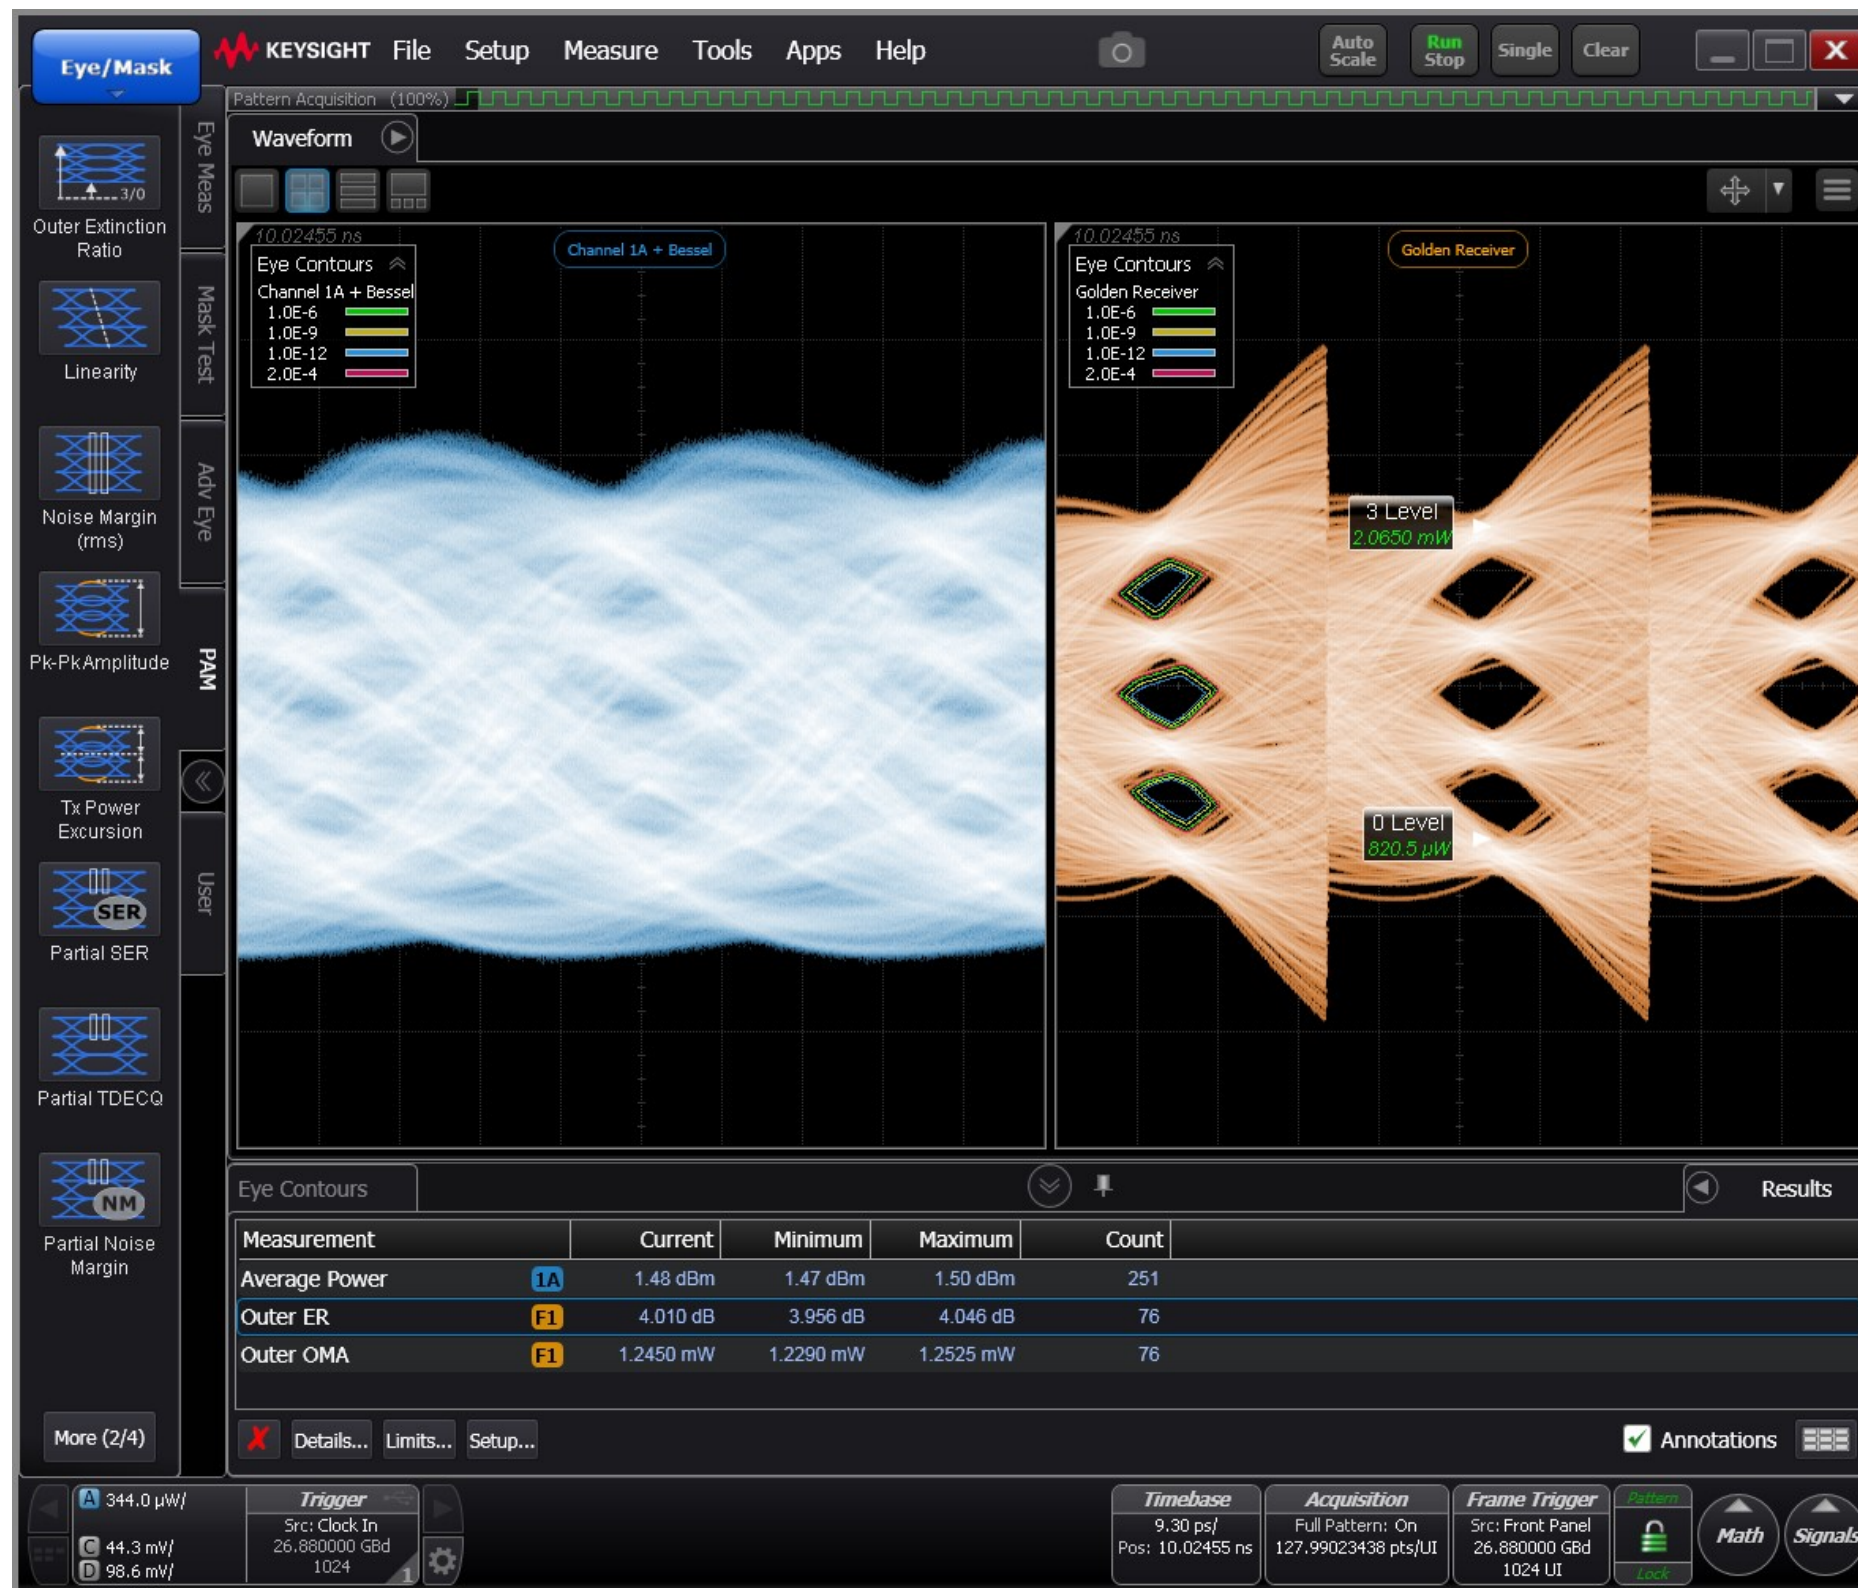 Eye/Mask
KEYSIGHT File Setup Measure Tools Apps Help
Auto Scale
Run Stop
Single
Clear
Pattern Acquisition (100%)
Waveform
3/0
Outer Extinction
Ratio
Linearity
Noise Margin
(rms)
Pk-Pk Amplitude
Tx Power
Excursion
SER
Partial SER
Partial TDECQ
NM
Partial Noise
Margin
More (2/4)
Eye Meas
Mask Test
Adv Eye
PAM
User
10.02455 ns
Channel 1A + Bessel
Eye Contours
Channel 1A + Bessel
1.0E-6
1.0E-9
1.0E-12
2.0E-4
10.02455 ns
Golden Receiver
Eye Contours
Golden Receiver
1.0E-6
1.0E-9
1.0E-12
2.0E-4
3 Level
2.0650 mW
0 Level
820.5 µW
Eye Contours
Results
Measurement Current Minimum Maximum Count
Average Power 1A 1.48 dBm 1.47 dBm 1.50 dBm 251
Outer ER F1 4.010 dB 3.956 dB 4.046 dB 76
Outer OMA F1 1.2450 mW 1.2290 mW 1.2525 mW 76
X Details... Limits... Setup...
Annotations
A 344.0 µW/
C 44.3 mV/
D 98.6 mV/
Trigger
Src: Clock In
26.880000 GBd
1024
1
Timebase
9.30 ps/
Pos: 10.02455 ns
Acquisition
Full Pattern: On
127.99023438 pts/UI
Frame Trigger
Src: Front Panel
26.880000 GBd
1024 UI
Pattern
Lock
Math
Signals